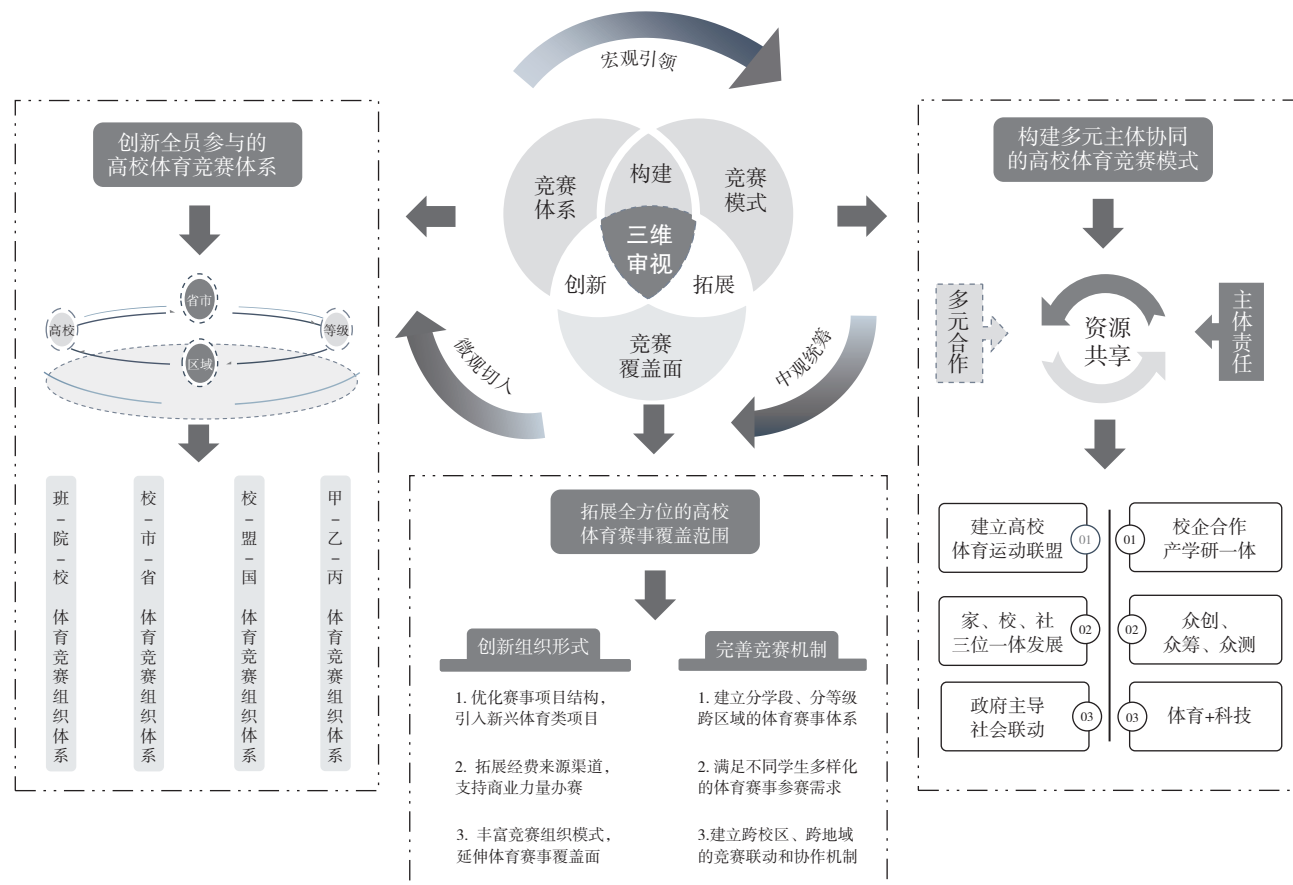 宏观引领
创新全员参与的
高校体育竞赛体系
省市
高校
等级
区域
班-院-校 体育竞赛组织体系
校-市-省 体育竞赛组织体系
校-盟-国 体育竞赛组织体系
甲-乙-丙 体育竞赛组织体系
竞赛
体系
构建
竞赛
模式
三维
审视
创新
拓展
竞赛
覆盖面
微观切入
中观统筹
拓展全方位的高校
体育赛事覆盖范围
创新组织形式
1. 优化赛事项目结构，
引入新兴体育类项目
2. 拓展经费来源渠道，
支持商业力量办赛
3. 丰富竞赛组织模式，
延伸体育赛事覆盖面
完善竞赛机制
1. 建立分学段、分等级
跨区域的体育赛事体系
2. 满足不同学生多样化
的体育赛事参赛需求
3.建立跨校区、跨地域
的竞赛联动和协作机制
构建多元主体协同
的高校体育竞赛模式
多元合作
资源
共享
主体责任
建立高校
体育运动联盟
01
家、校、社
三位一体发展
02
政府主导
社会联动
03
01
校企合作
产学研一体
02
众创、
众筹、众测
03
体育+科技